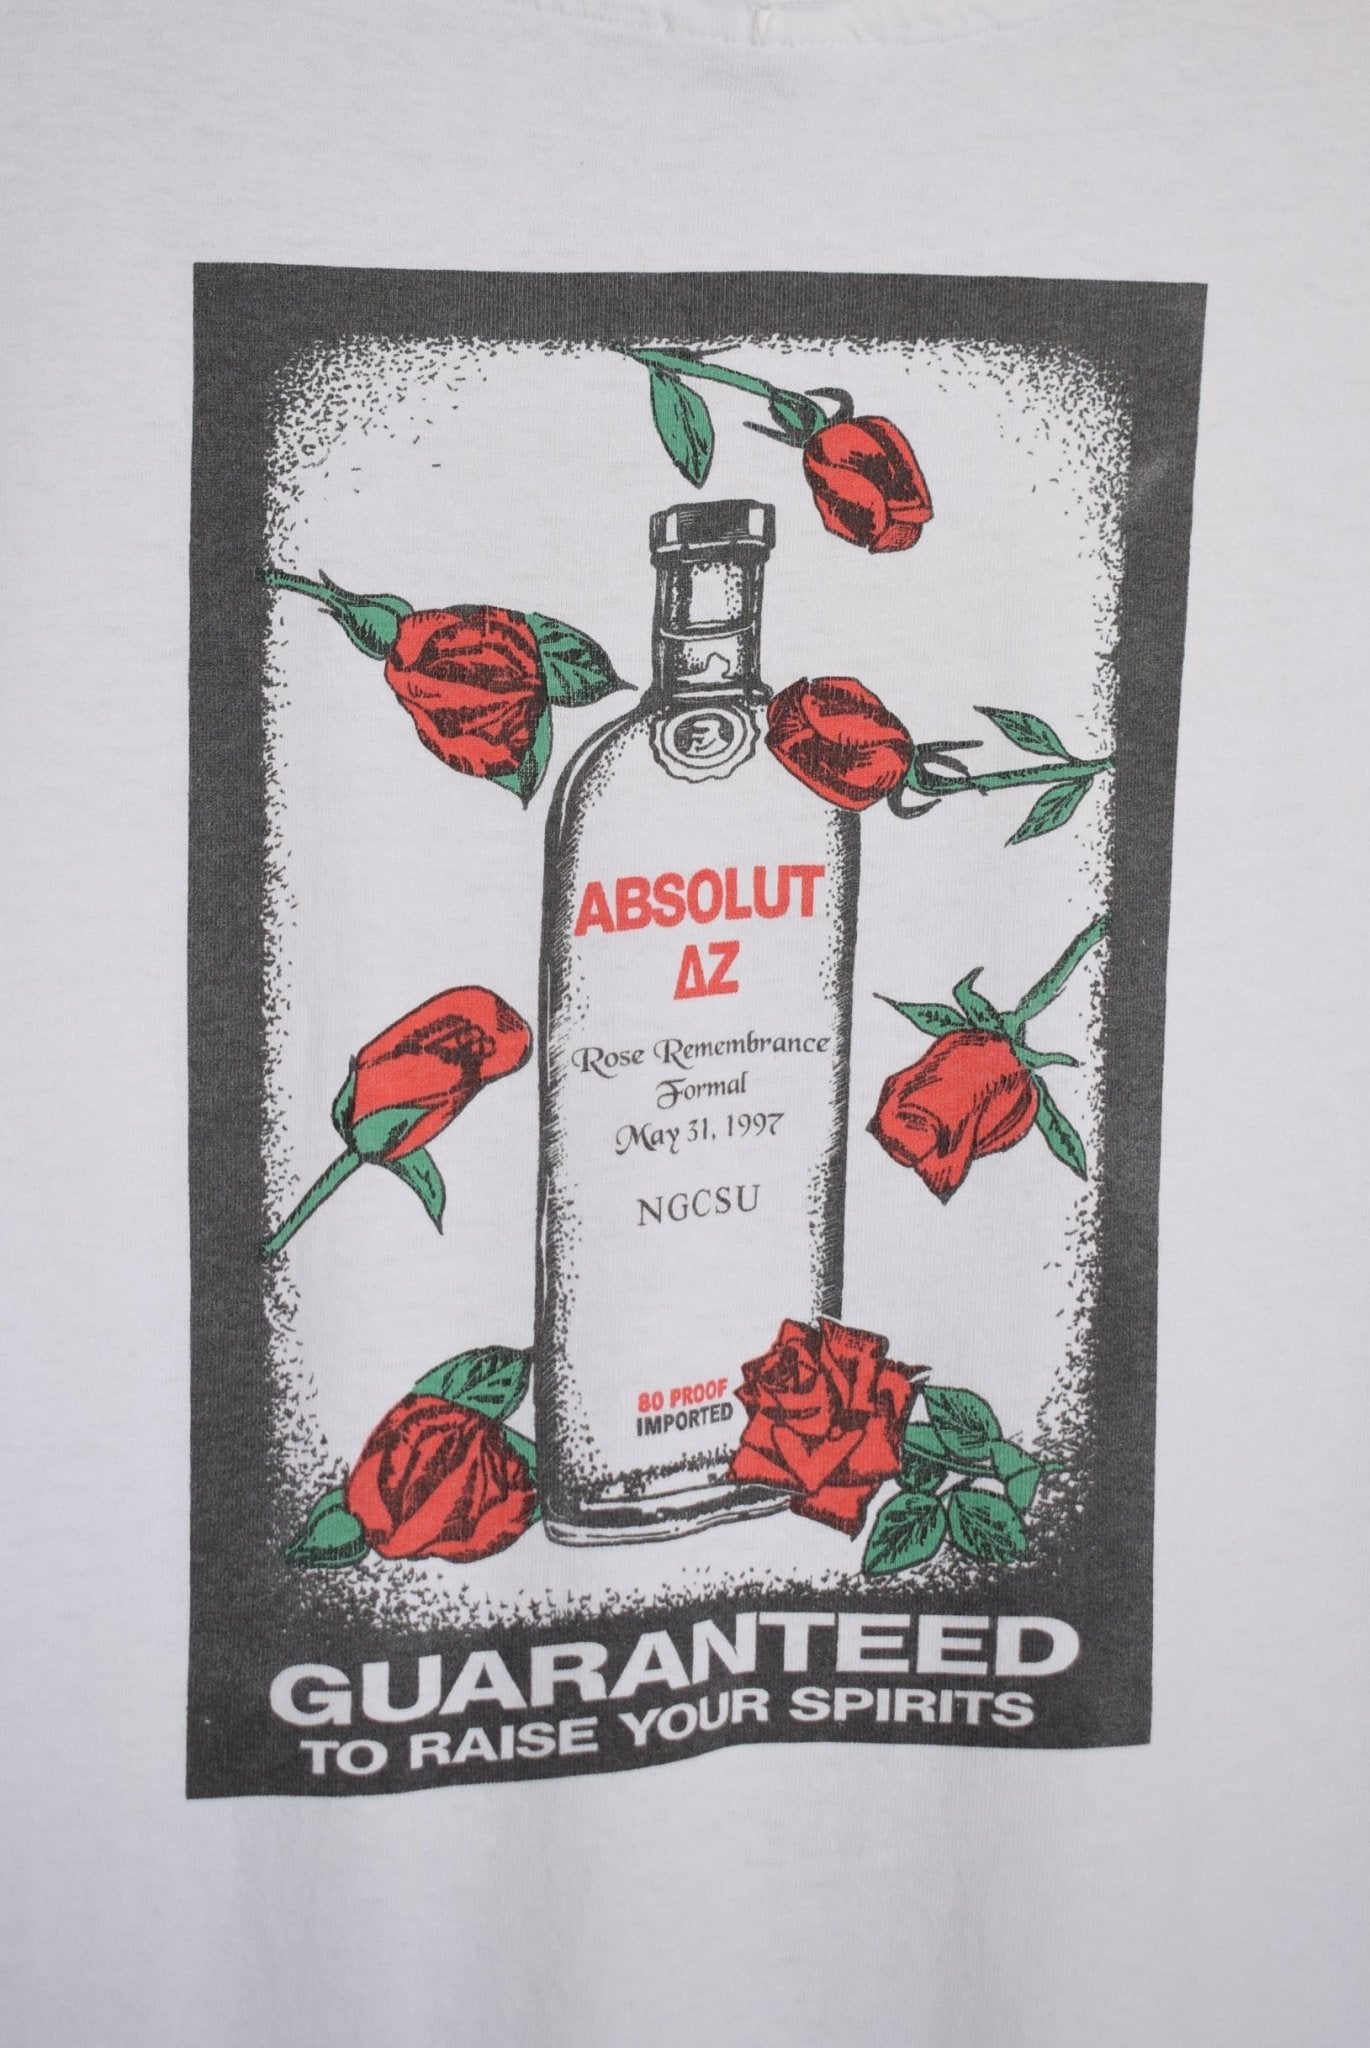 ABSOLUT
ΔZ
Rose Remembrance
Formal
May 31, 1997
NGCSU
80 PROOF
IMPORTED
GUARANTEED
TO RAISE YOUR SPIRITS